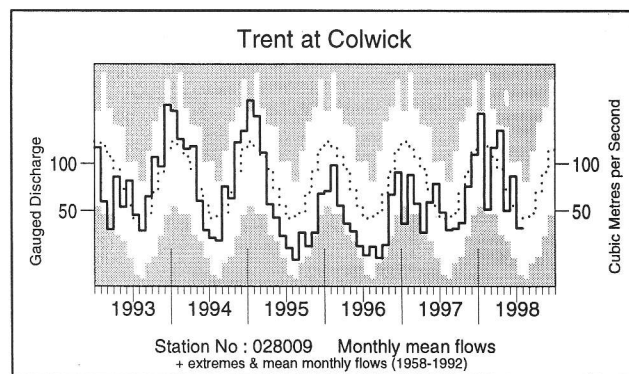 Trent at Colwick
Gauged Discharge
100
50
100
50
Cubic Metres per Second
1993 1994 1995 1996 1997 1998
Station No : 028009 Monthly mean flows
+ extremes & mean monthly flows (1958-1992)